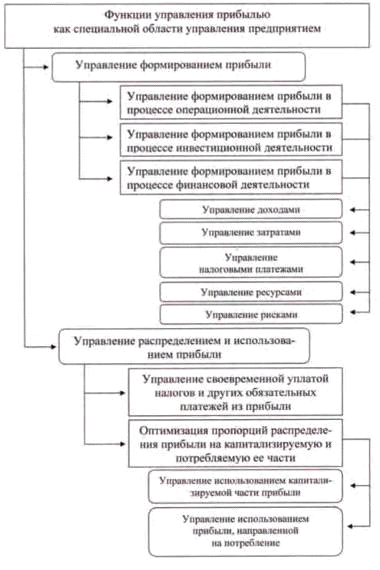 Функции управления прибылью
как специальной области управления предприятием
Управление формированием прибыли
Управление формированием прибыли в
процессе операционной деятельности
Управление формированием прибыли в
процессе инвестиционной деятельности
Управление формированием прибыли в
процессе финансовой деятельности
Управление доходами
Управление затратами
Управление
налоговыми платежами
Управление ресурсами
Управление рисками
Управление распределением и использова-
нием прибыли
Управление своевременной уплатой
налогов и других обязательных
платежей из прибыли
Оптимизация пропорций распределе-
ния прибыли на капитализируемую и
потребляемую ее части
Управление использованием капитали-
зируемой части прибыли
Управление использованием
прибыли, направленной
на потребление